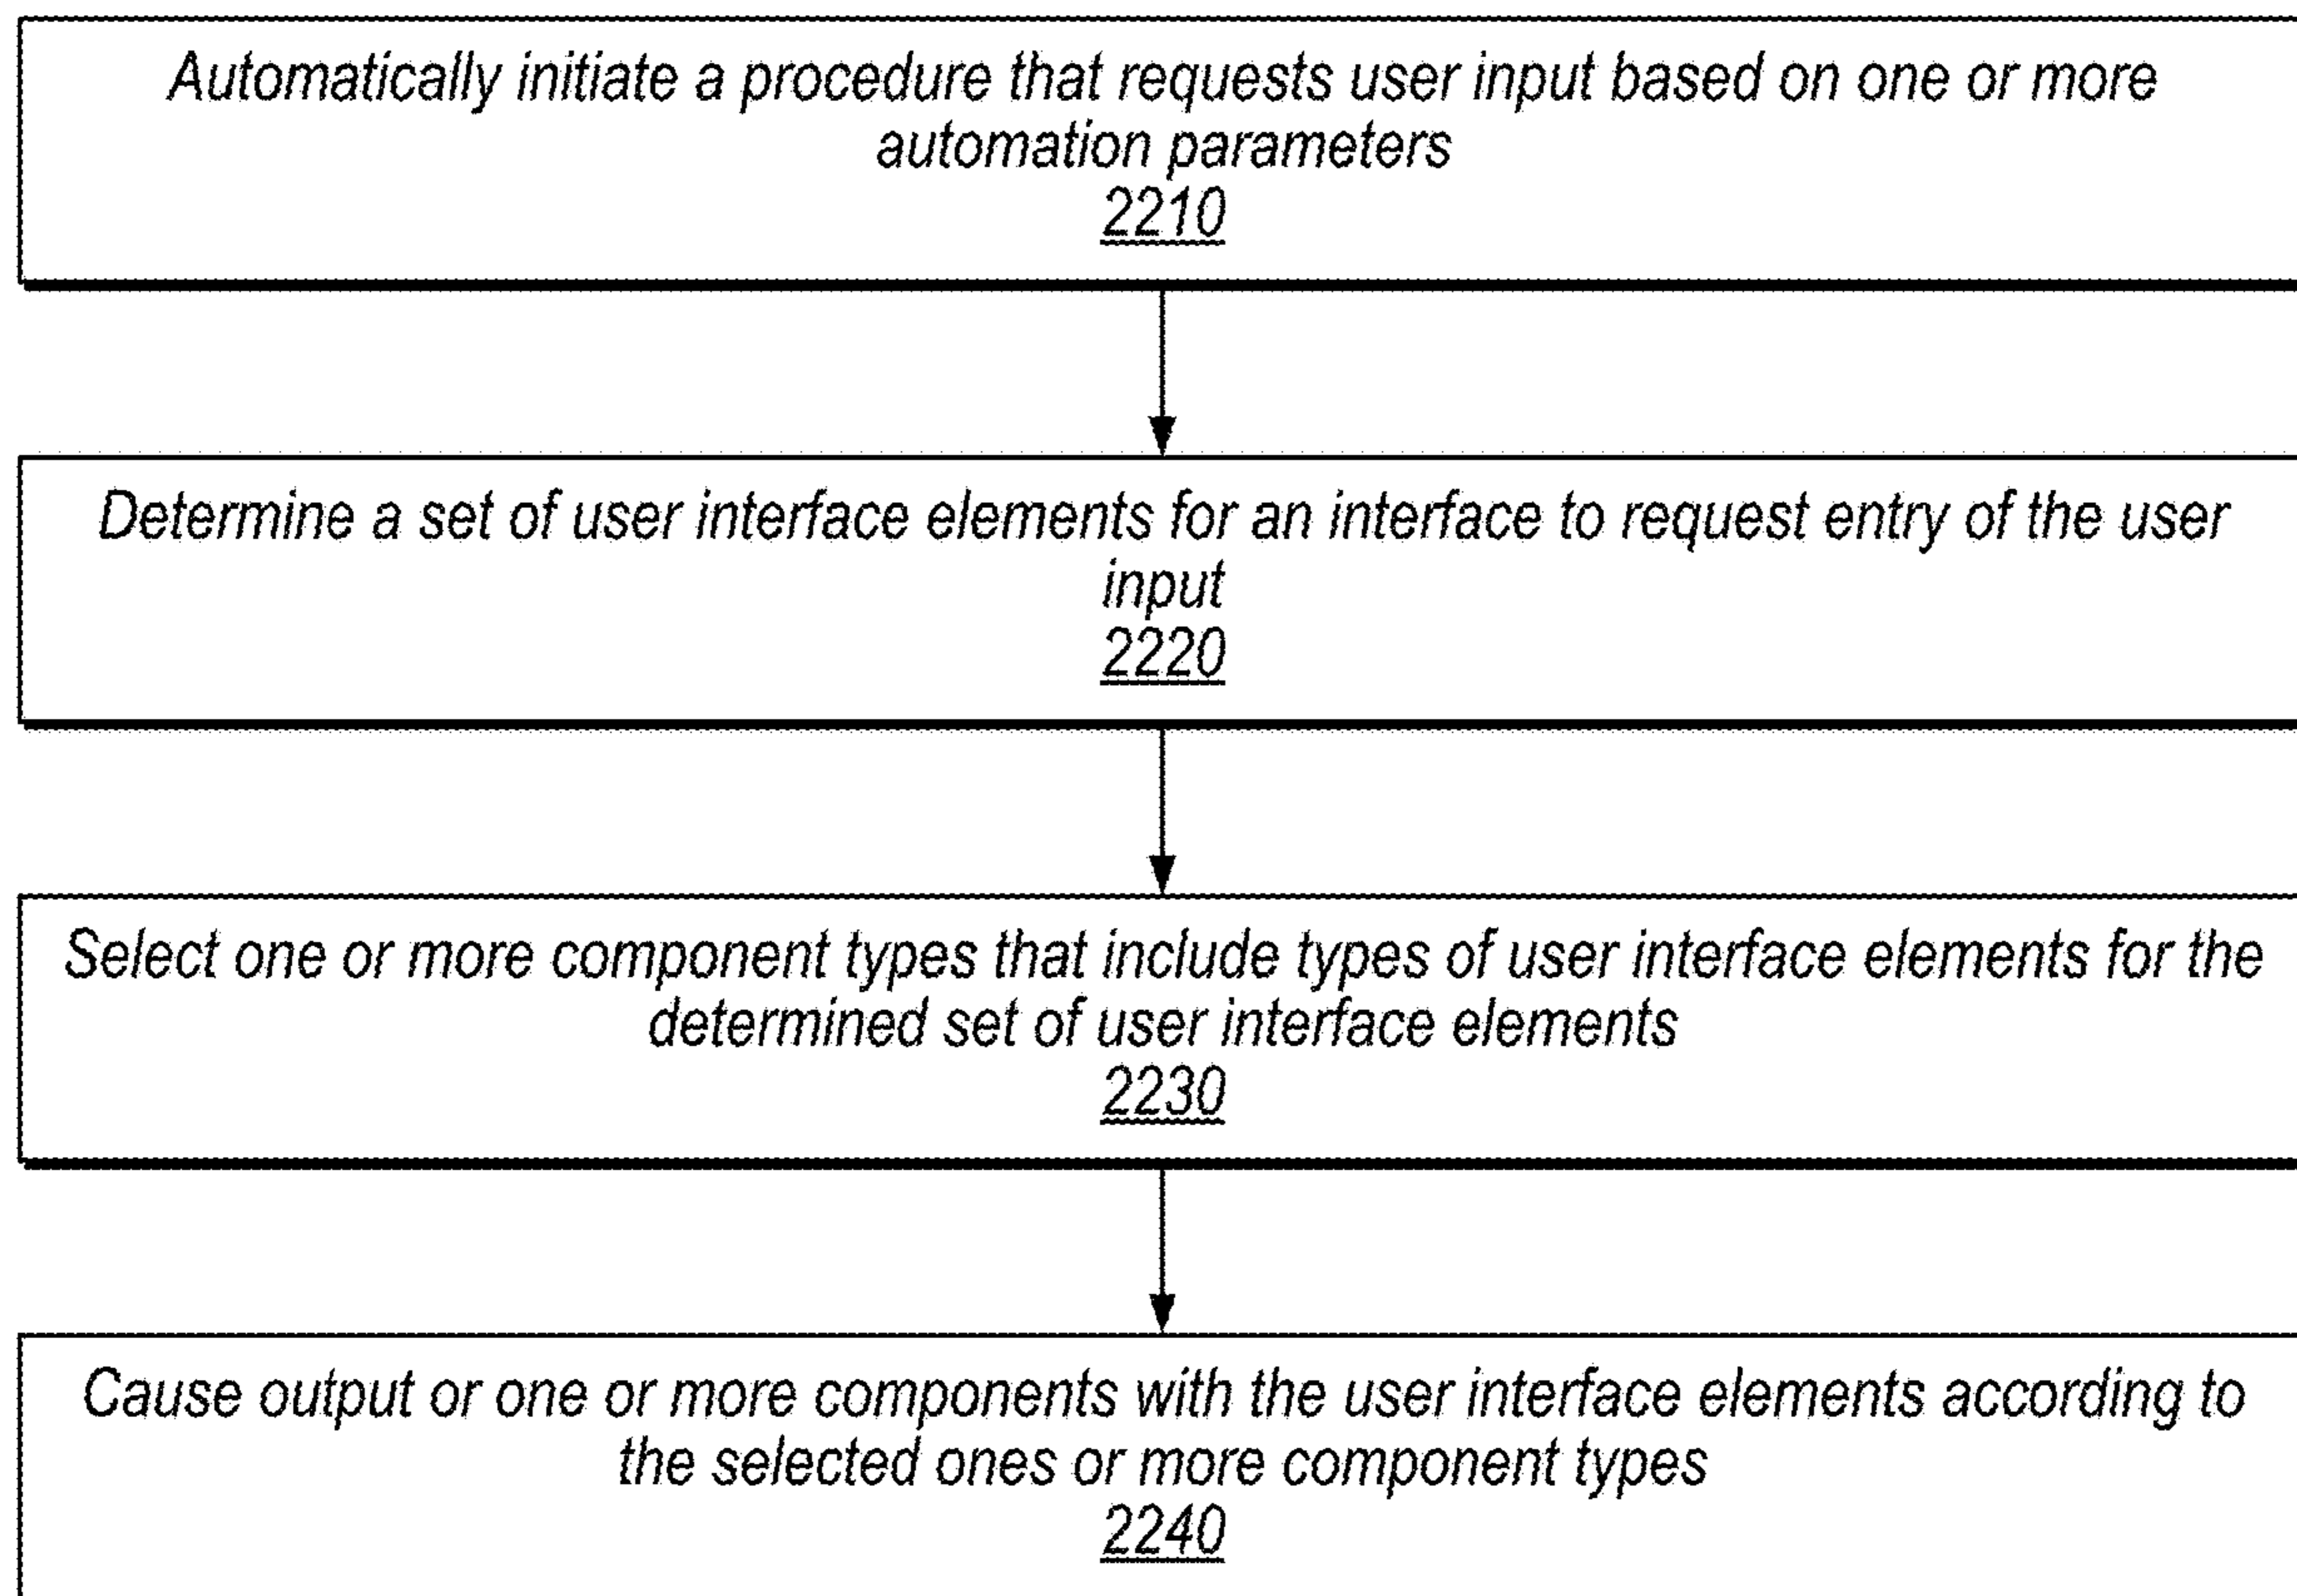 Automatically initiate a procedure that requests user input based on one or more
automation parameters
2210
Determine a set of user interface elements for an interface to request entry of the user
input
2220
Select one or more component types that include types of user interface elements for the
determined set of user interface elements
2230
Cause output or one or more components with the user interface elements according to
the selected ones or more component types
2240